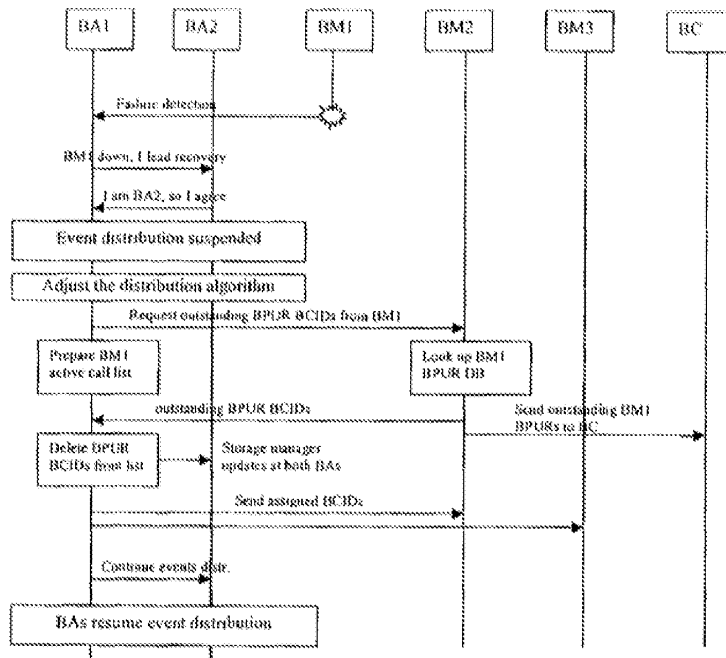 BA1 BA2 BM1 BM2 BM3 BC
Failure detection
BM1 down, I lead recovery
I am BA2, so I agree
Event distribution suspended
Adjust the distribution algorithm
Request outstanding BPUR BCIDs from BM1
Prepare BM1
active call list
Look up BM1
BPUR DB
outstanding BPUR BCIDs
Send outstanding BM1
BPURs to BC
Delete BPUR
BCIDs from list
Storage manager
updates at both BAs
Send assigned BCIDs
Continue events distr.
BAs resume event distribution